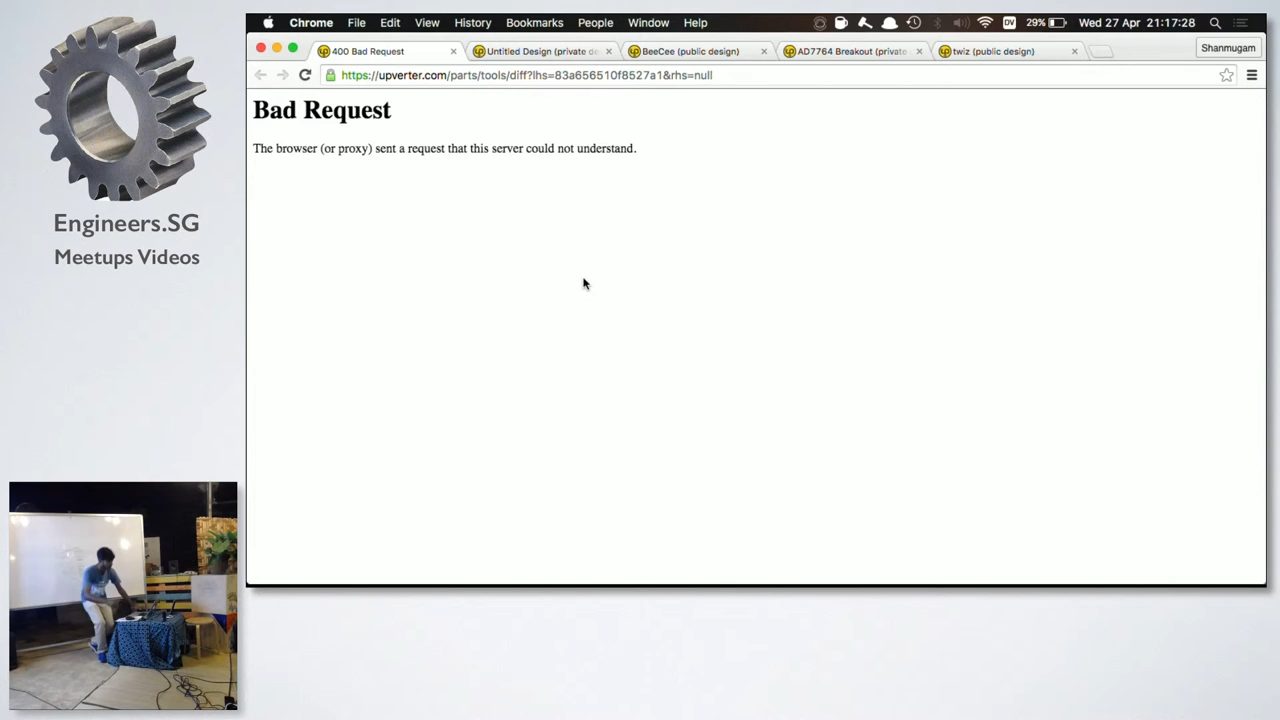 Engineers.SG
Meetups Videos
Chrome File Edit View History Bookmarks People Window Help DV 29% Wed 27 Apr 21:17:28
400 Bad Request Untitled Design (private de BeeCee (public design) AD7764 Breakout (private twiz (public design) Shanmugam
https://upverter.com/parts/tools/diff?lhs=83a656510f8527a1&rhs=null
Bad Request
The browser (or proxy) sent a request that this server could not understand.